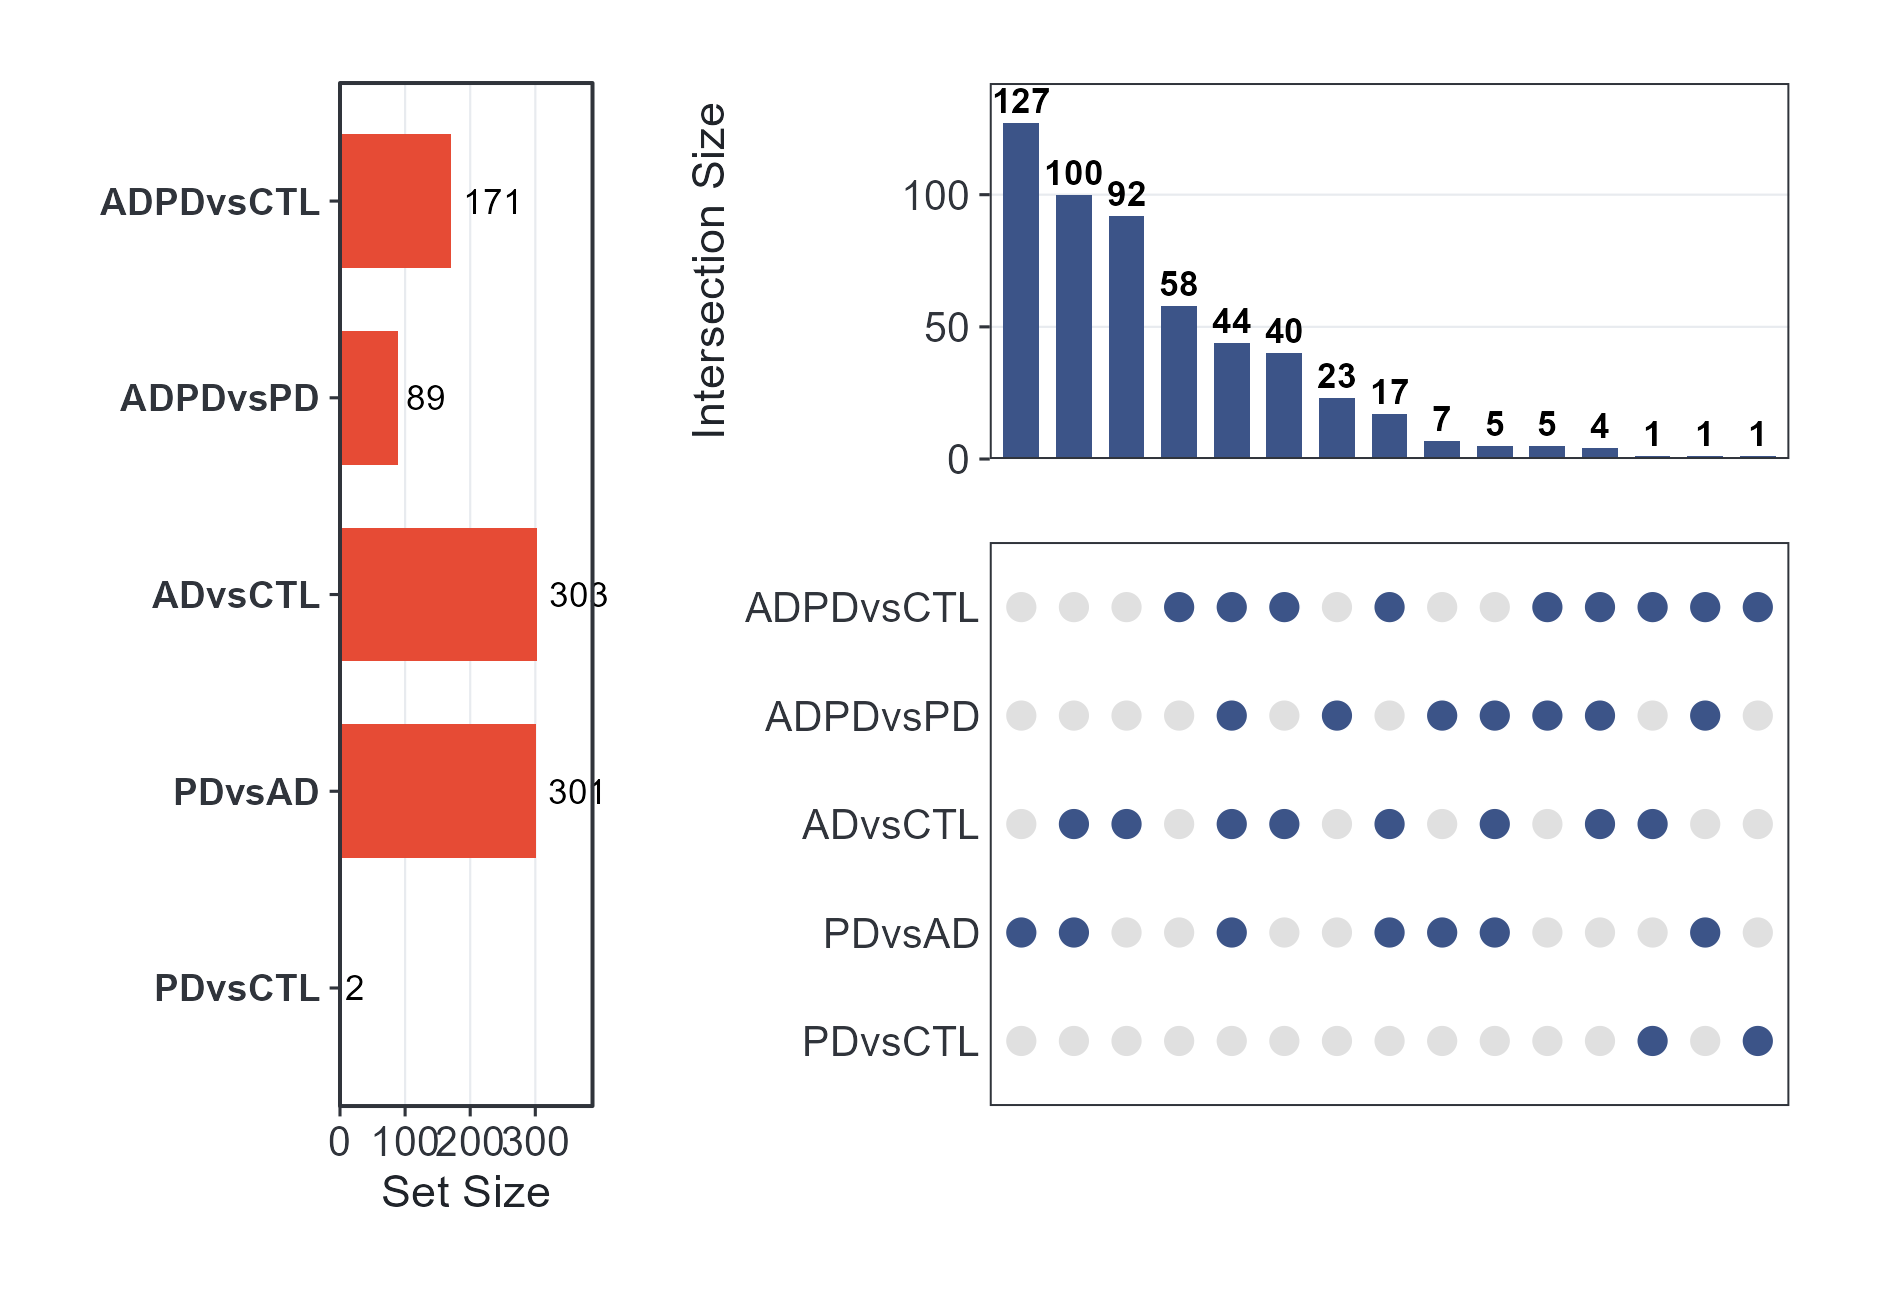 ADPDvsCTL
171
ADPDvsPD
89
ADvsCTL
303
PDvsAD
301
PDvsCTL
2
0 100 200 300
Set Size
Intersection Size
100
50
0
127 100 92 58 44 40 23 17 7 5 5 4 1 1 1
ADPDvsCTL
ADPDvsPD
ADvsCTL
PDvsAD
PDvsCTL